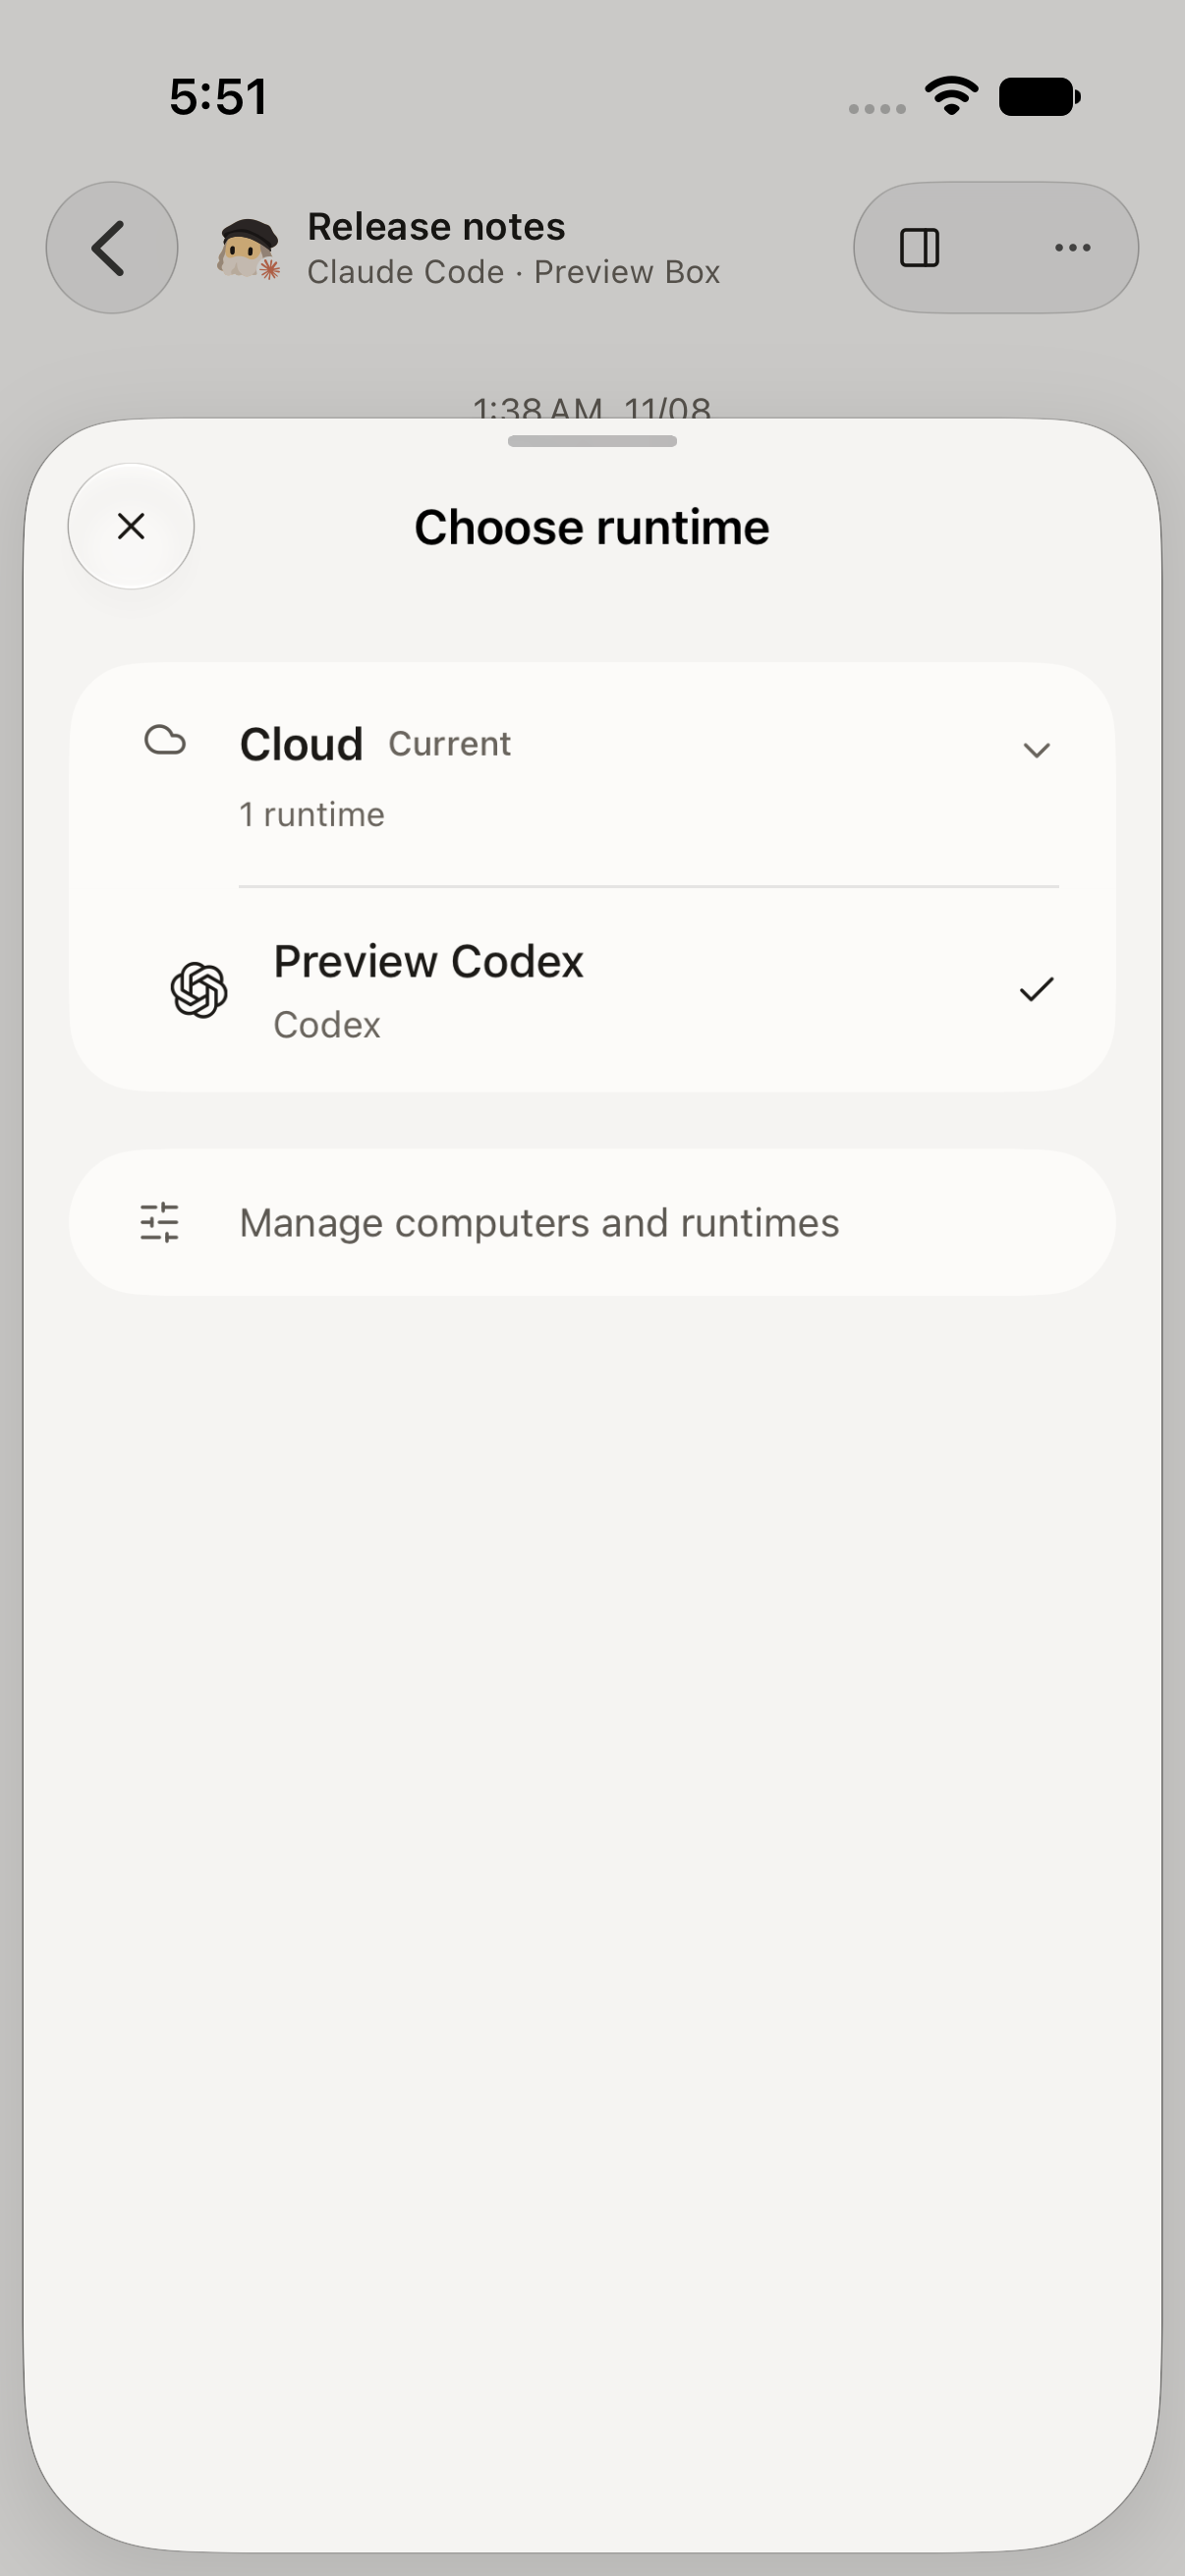 5:51
Release notes
Claude Code · Preview Box
1:38 AM 11/08
Choose runtime
Cloud Current
1 runtime
Preview Codex
Codex
Manage computers and runtimes